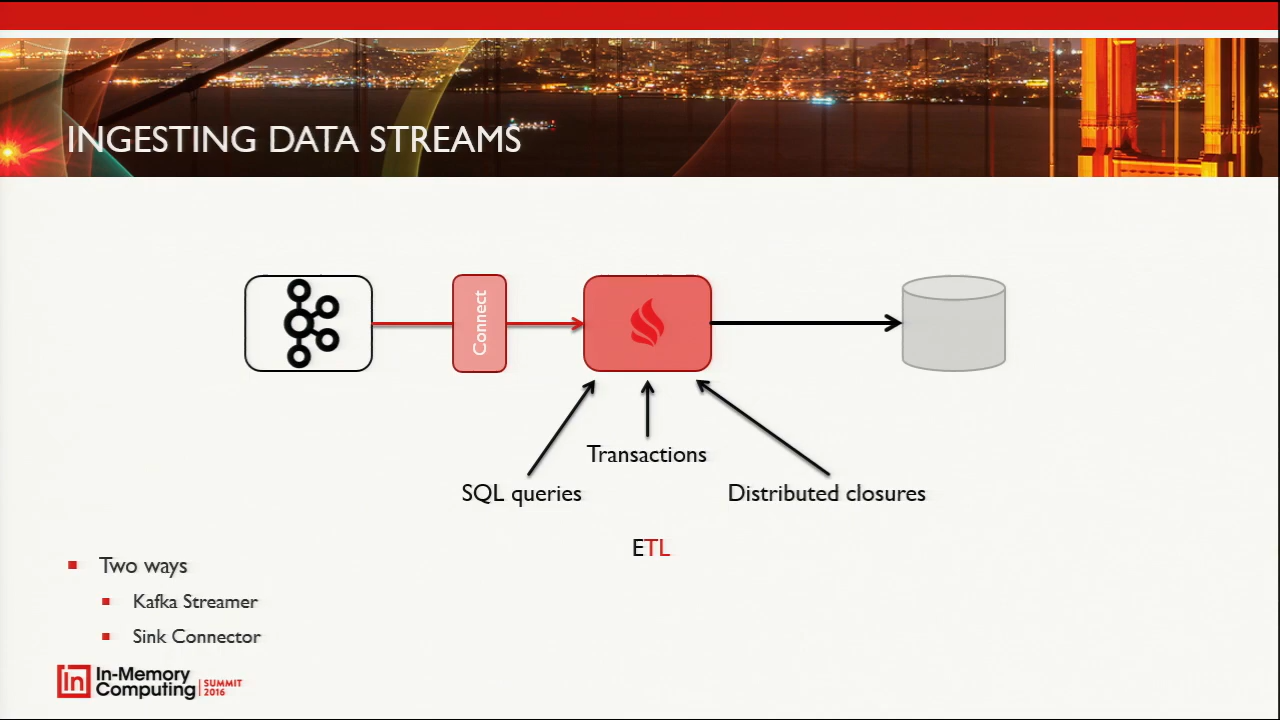 INGESTING DATA STREAMS
Connect
Transactions
SQL queries
Distributed closures
ETL
Two ways
Kafka Streamer
Sink Connector
in In-Memory
Computing SUMMIT
2016